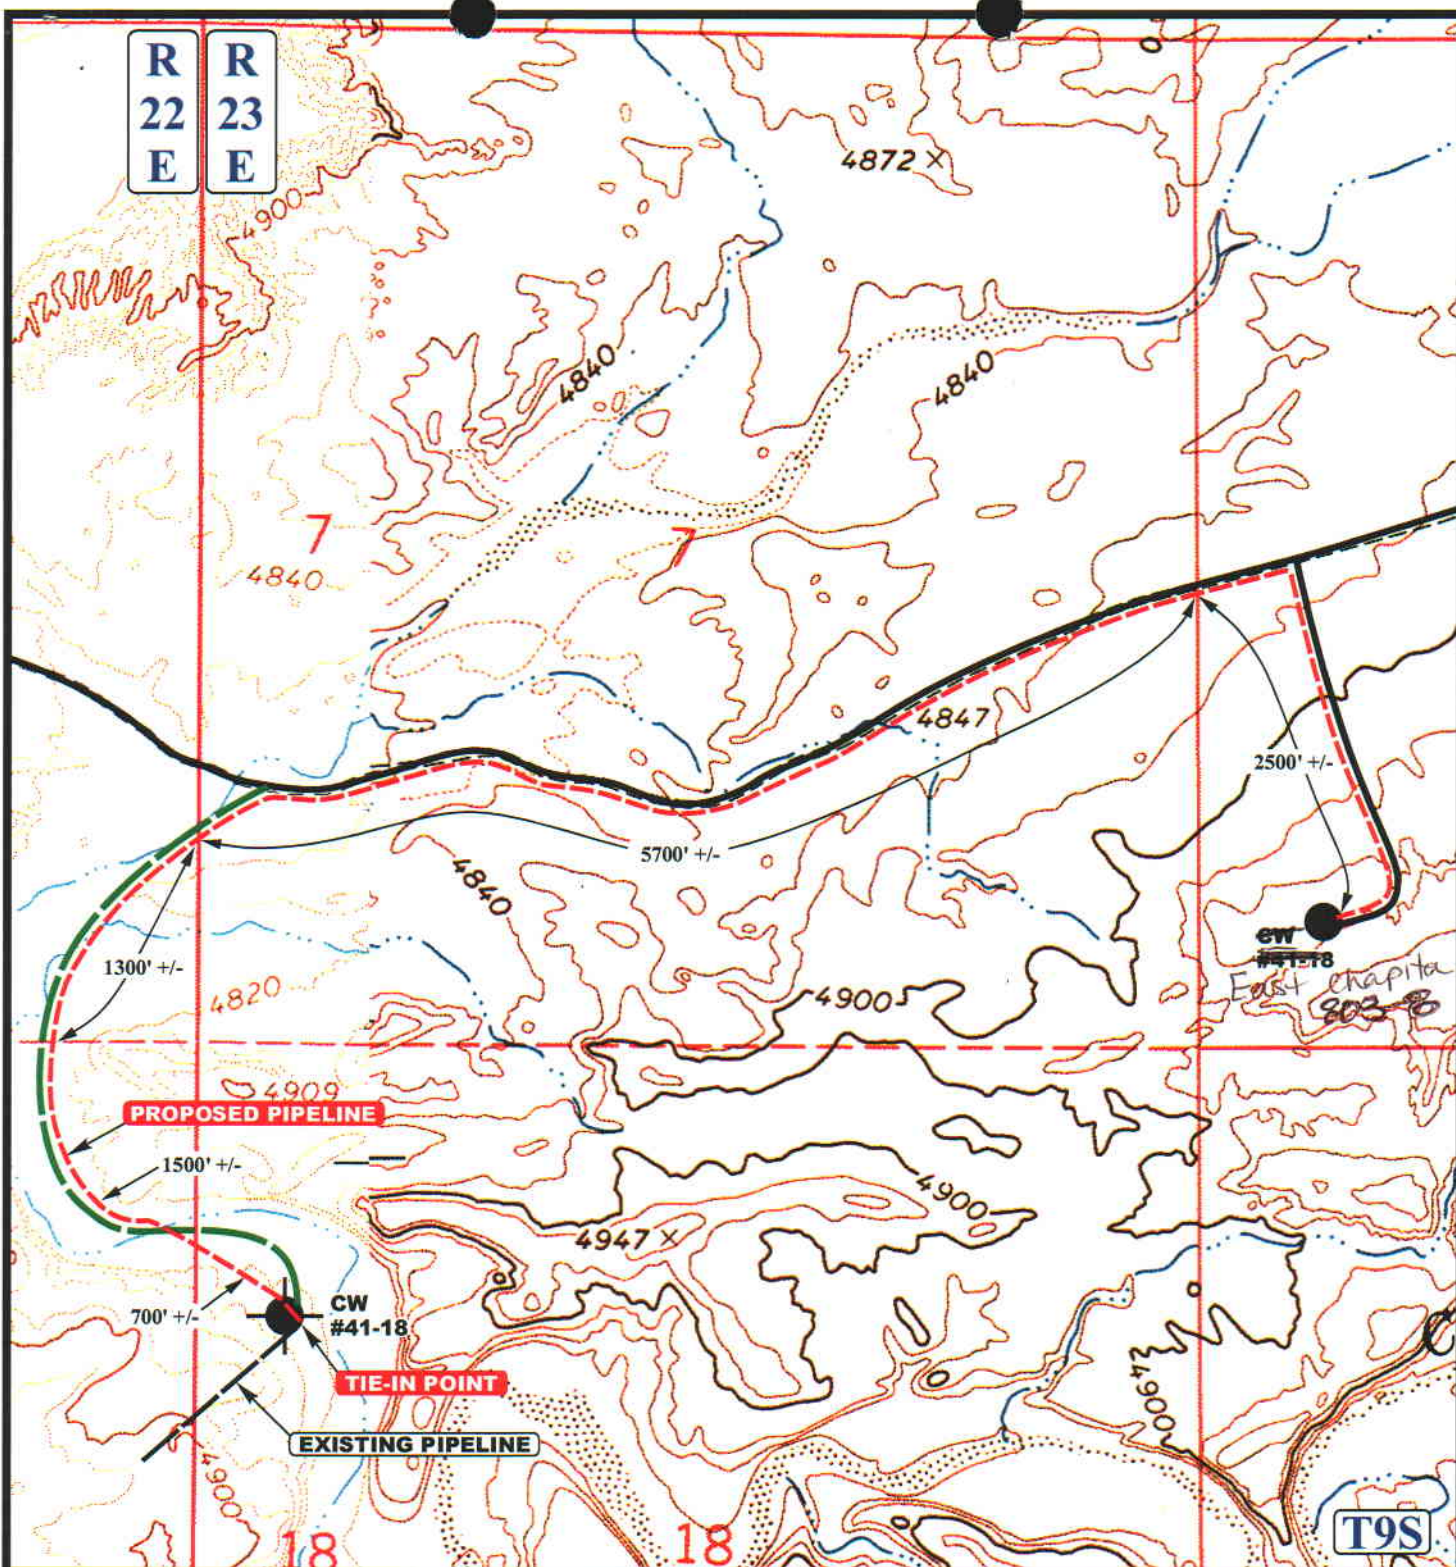 R R
22 23
E E
4872
4900
4840
4840
7 7
4840
4847
2500' +/-
5700' +/-
4840
CW
#41-18
East Chapita
803-8
1300' +/-
4820
4900
4909
PROPOSED PIPELINE
1500' +/-
4900
4947
700' +/-
CW
#41-18
TIE-IN POINT
4900
EXISTING PIPELINE
4900
T9S
18 18